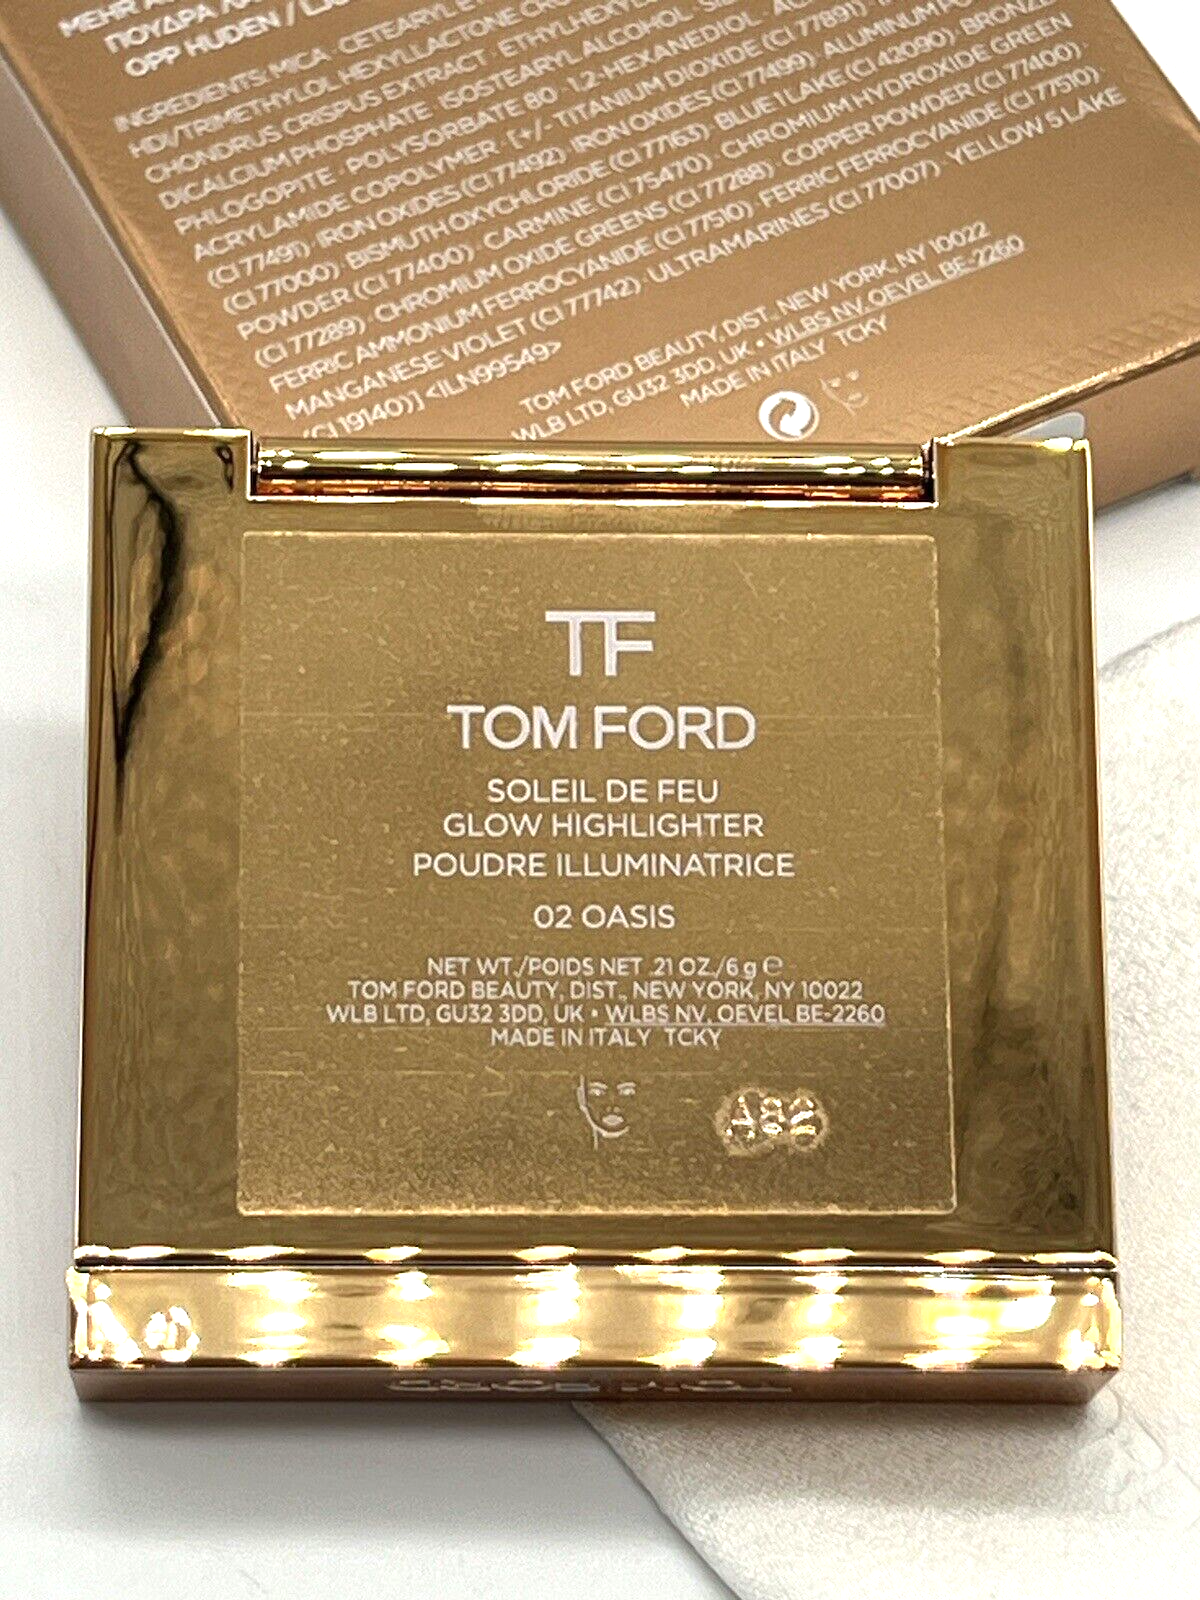 ΠΟΥΔΡΑ
OPP HUDEN /
INGREDIENTS: MICA · CETEARYL
HDI/TRIMETHYLOL HEXYLLACTONE
CHONDRUS CRISPUS EXTRACT · ETHYLHEXYL
DICALCIUM PHOSPHATE · ISOSTEARYL ALCOHOL ·
PHLOGOPITE · POLYSORBATE 80 · 1,2-HEXANEDIOL ·
ACRYLAMIDE COPOLYMER · [+/- TITANIUM DIOXIDE (CI 77891) ·
(CI 77491) · IRON OXIDES (CI 77492) · IRON OXIDES (CI 77499) · ALUMINUM
(CI 77000) · BISMUTH OXYCHLORIDE (CI 77163) · BLUE 1 LAKE (CI 42090) · BRONZE
POWDER (CI 77400) · CARMINE (CI 75470) · CHROMIUM HYDROXIDE GREEN
(CI 77289) · CHROMIUM OXIDE GREENS (CI 77288) · COPPER POWDER (CI 77400) ·
FERRIC AMMONIUM FERROCYANIDE (CI 77510) · FERRIC FERROCYANIDE (CI 77510) ·
MANGANESE VIOLET (CI 77742) · ULTRAMARINES (CI 77007) · YELLOW 5 LAKE
(CI 19140)] <ILN99549>
TOM FORD BEAUTY, DIST., NEW YORK, NY 10022
WLB LTD, GU32 3DD, UK • WLBS NV, OEVEL BE-2260
MADE IN ITALY TCKY
TF
TOM FORD
SOLEIL DE FEU
GLOW HIGHLIGHTER
POUDRE ILLUMINATRICE
02 OASIS
NET WT./POIDS NET .21 OZ./6 g ℮
TOM FORD BEAUTY, DIST., NEW YORK, NY 10022
WLB LTD, GU32 3DD, UK • WLBS NV, OEVEL BE-2260
MADE IN ITALY TCKY
A82
TOM FORD